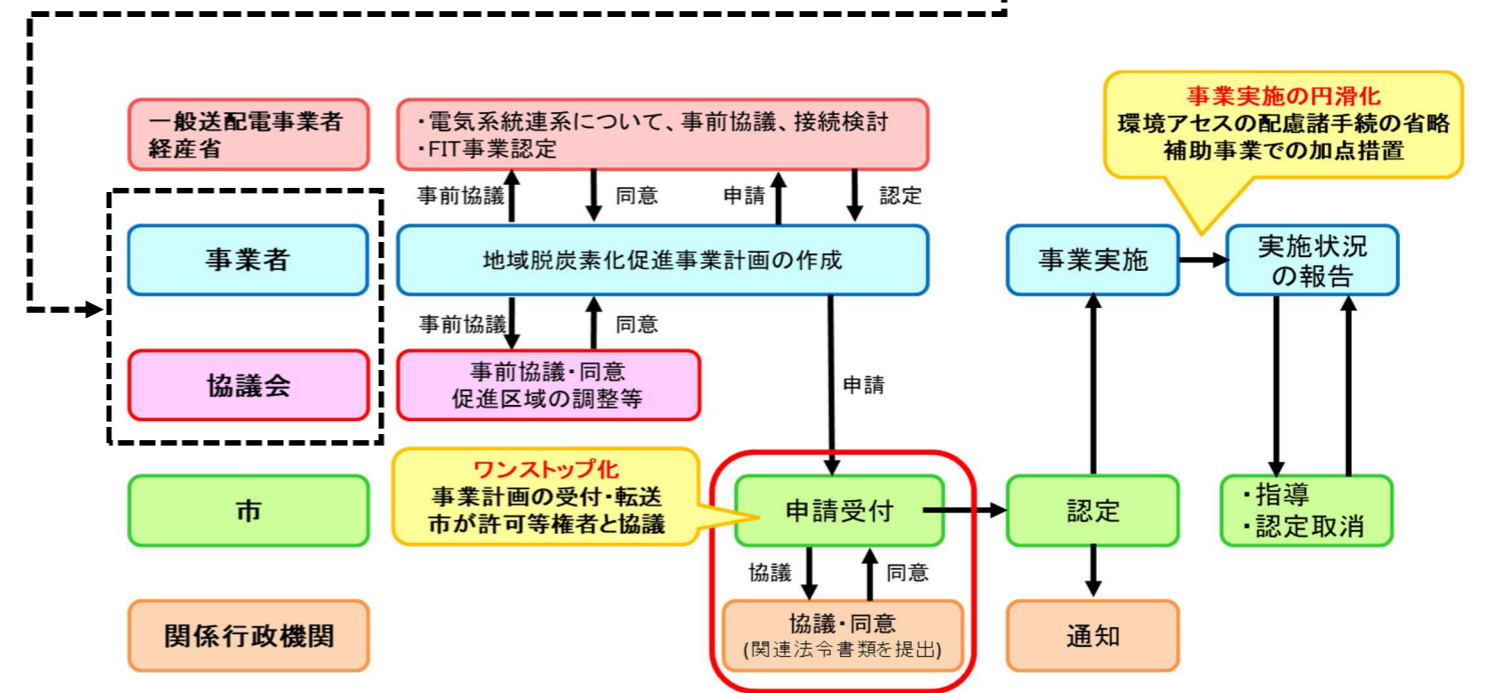 一般送配電事業者
経産省
・電気系統連系について、事前協議、接続検討
・FIT事業認定
事業実施の円滑化
環境アセスの配慮諸手続の省略
補助事業での加点措置
事前協議
同意
申請
認定
事業者
地域脱炭素化促進事業計画の作成
事業実施
実施状況
の報告
事前協議
同意
協議会
事前協議・同意
促進区域の調整等
申請
ワンストップ化
事業計画の受付・転送
市が許可等権者と協議
市
申請受付
認定
・指導
・認定取消
協議
同意
関係行政機関
協議・同意
(関連法令書類を提出)
通知